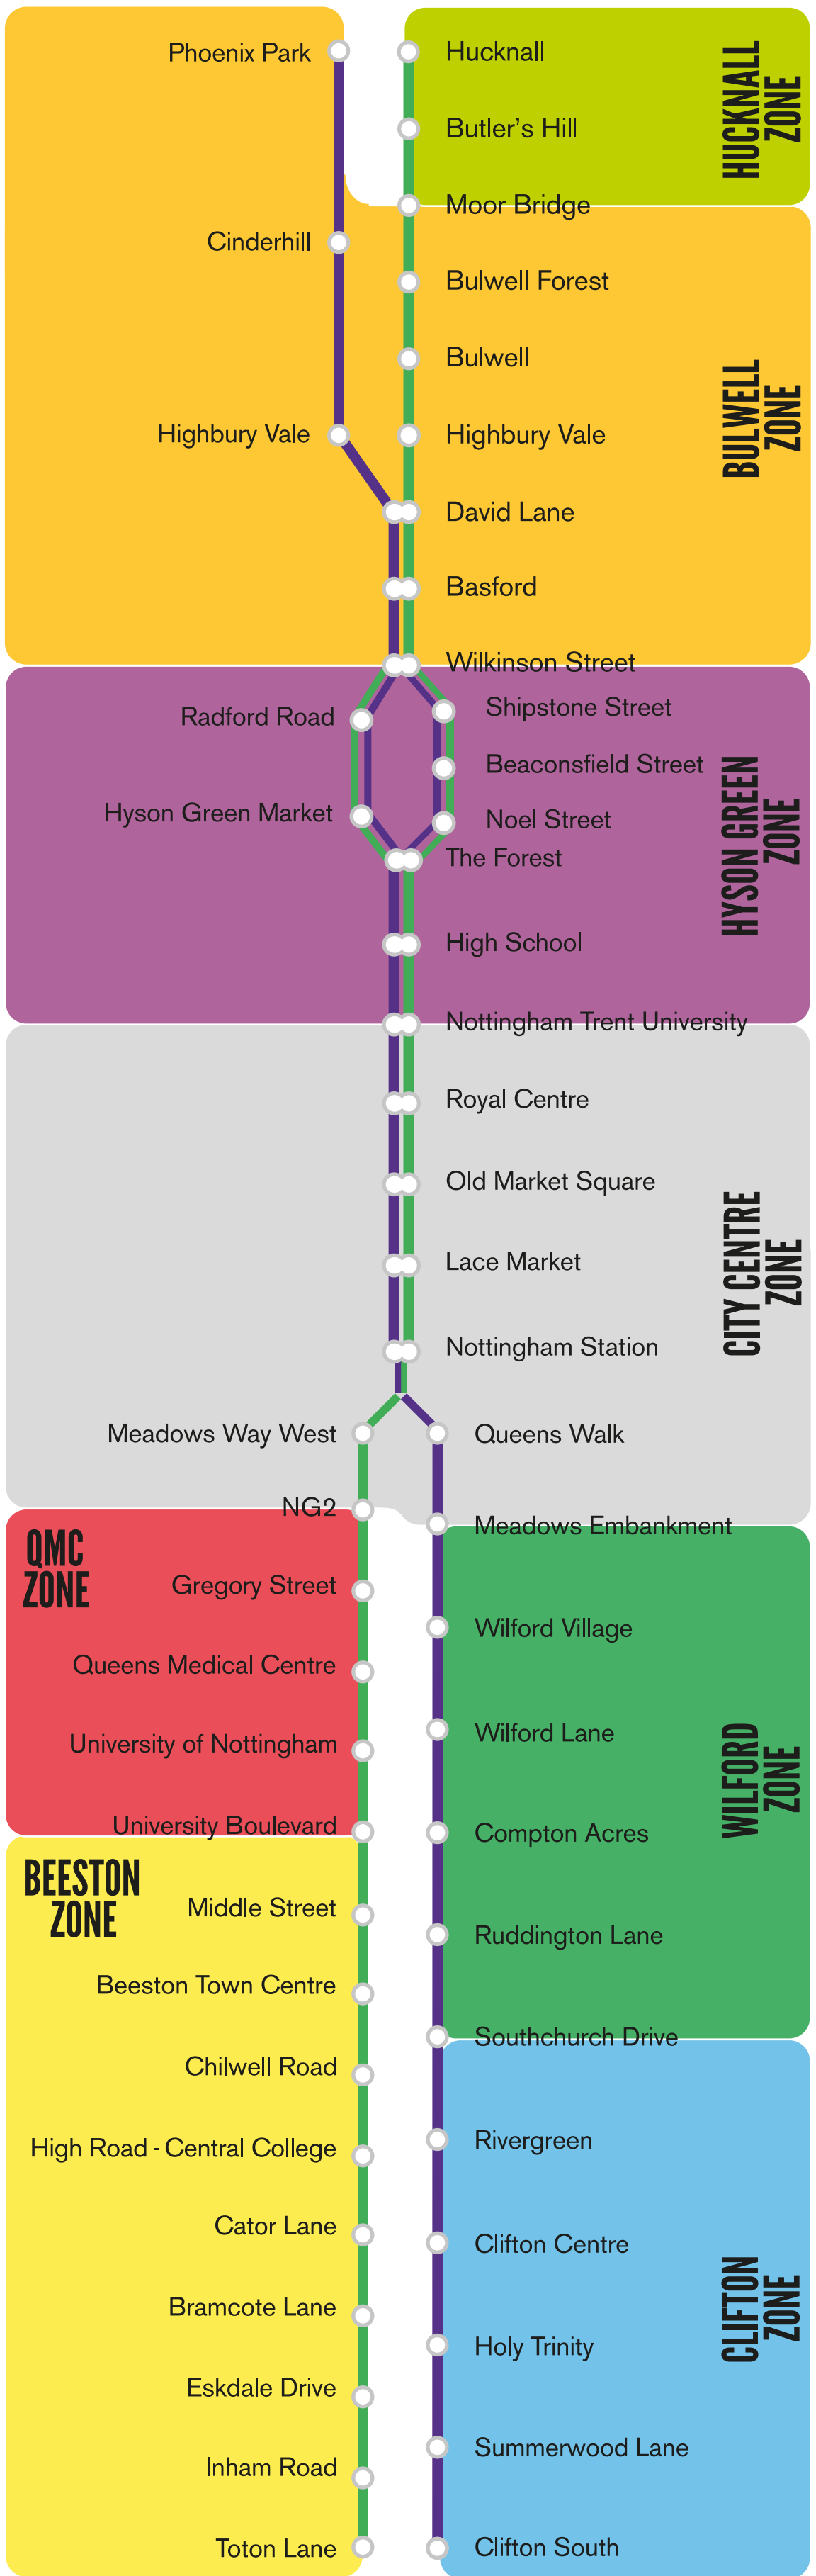 Phoenix Park
Hucknall
HUCKNALL
ZONE
Butler’s Hill
Moor Bridge
Cinderhill
Bulwell Forest
Bulwell
BULWELL
ZONE
Highbury Vale
Highbury Vale
David Lane
Basford
Wilkinson Street
Radford Road
Shipstone Street
Beaconsfield Street
HYSON GREEN
ZONE
Hyson Green Market
Noel Street
The Forest
High School
Nottingham Trent University
Royal Centre
Old Market Square
CITY CENTRE
ZONE
Lace Market
Nottingham Station
Meadows Way West
Queens Walk
NG2
Meadows Embankment
QMC
ZONE
Gregory Street
Wilford Village
Queens Medical Centre
Wilford Lane
University of Nottingham
WILFORD
ZONE
University Boulevard
Compton Acres
BEESTON
ZONE
Middle Street
Ruddington Lane
Beeston Town Centre
Southchurch Drive
Chilwell Road
Rivergreen
High Road - Central College
Cator Lane
Clifton Centre
Bramcote Lane
CLIFTON
ZONE
Holy Trinity
Eskdale Drive
Summerwood Lane
Inham Road
Toton Lane
Clifton South